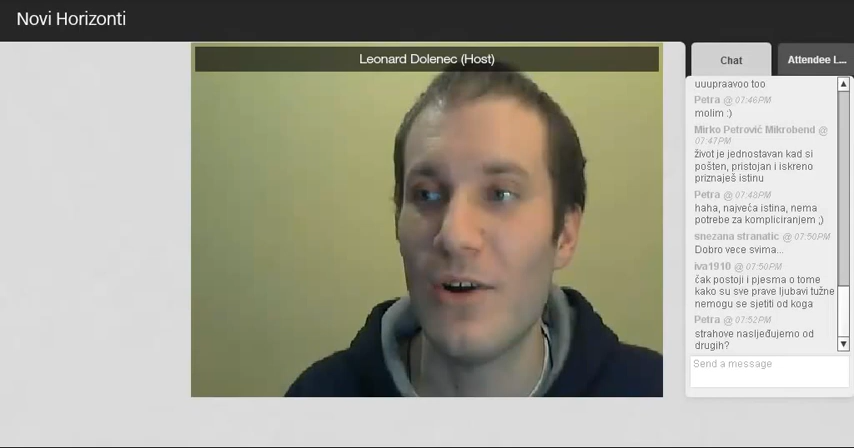 Novi Horizonti
Leonard Dolenec (Host)
Chat
Attendee L...
uuupraavoo too
Petra @ 07:46PM
molim :)
Mirko Petrovič Mikrobend @
07:47PM
život je jednostavan kad si
pošten, pristojan i iskreno
priznaješ istinu
Petra @ 07:48PM
haha, najveća istina, nema
potrebe za kompliciranjem ;)
snezana stranatic @ 07:50PM
Dobro vece svima...
iva1910 @ 07:50PM
čak postoji i pjesma o tome
kako su sve prave ljubavi tužne
nemogu se sjetiti od koga
Petra @ 07:52PM
strahove nasljeđujemo od
drugih?
Send a message